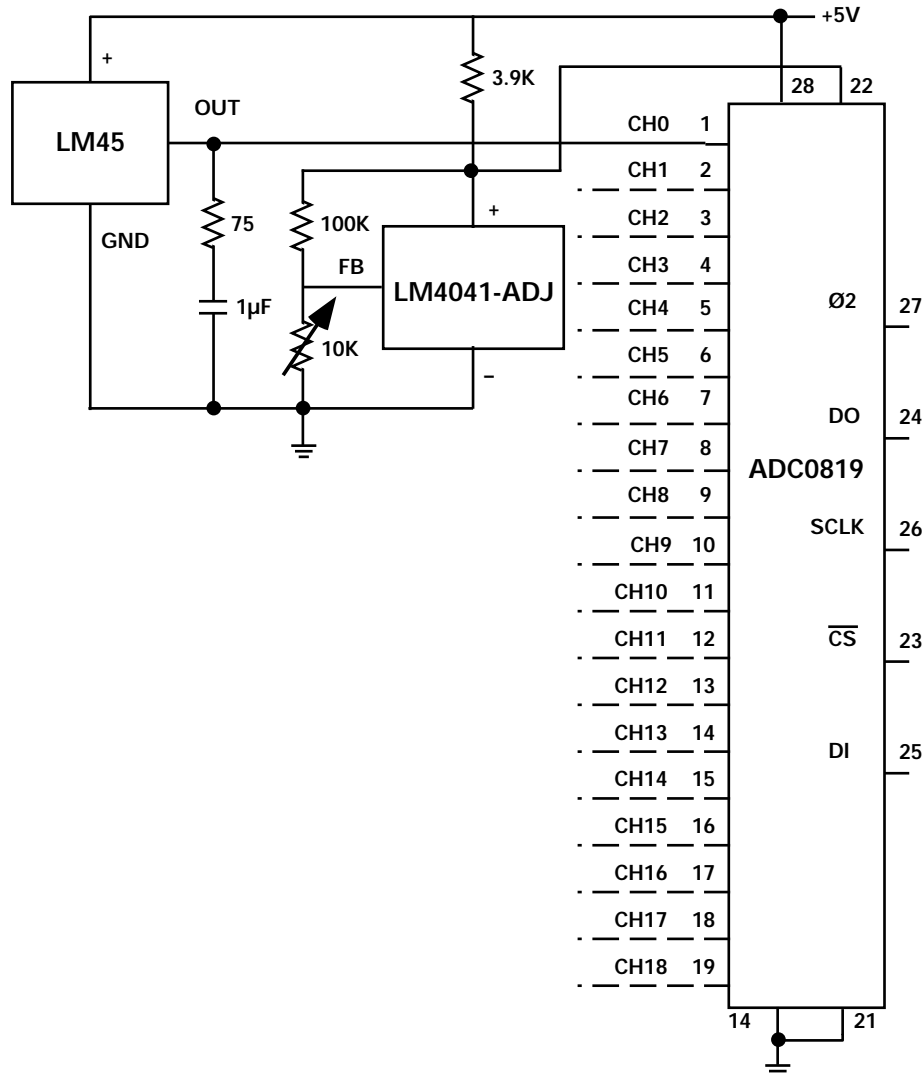 +5V
+
3.9K
28
22
OUT
LM45
CH0 1
CH1 2
CH2 3
CH3 4
CH4 5
CH5 6
CH6 7
CH7 8
CH8 9
CH9 10
CH10 11
CH11 12
CH12 13
CH13 14
CH14 15
CH15 16
CH16 17
CH17 18
CH18 19
GND
75
1µF
100K
+
FB
LM4041-ADJ
10K
–
Ø2 27
DO 24
ADC0819
SCLK 26
CS 23
DI 25
14
21